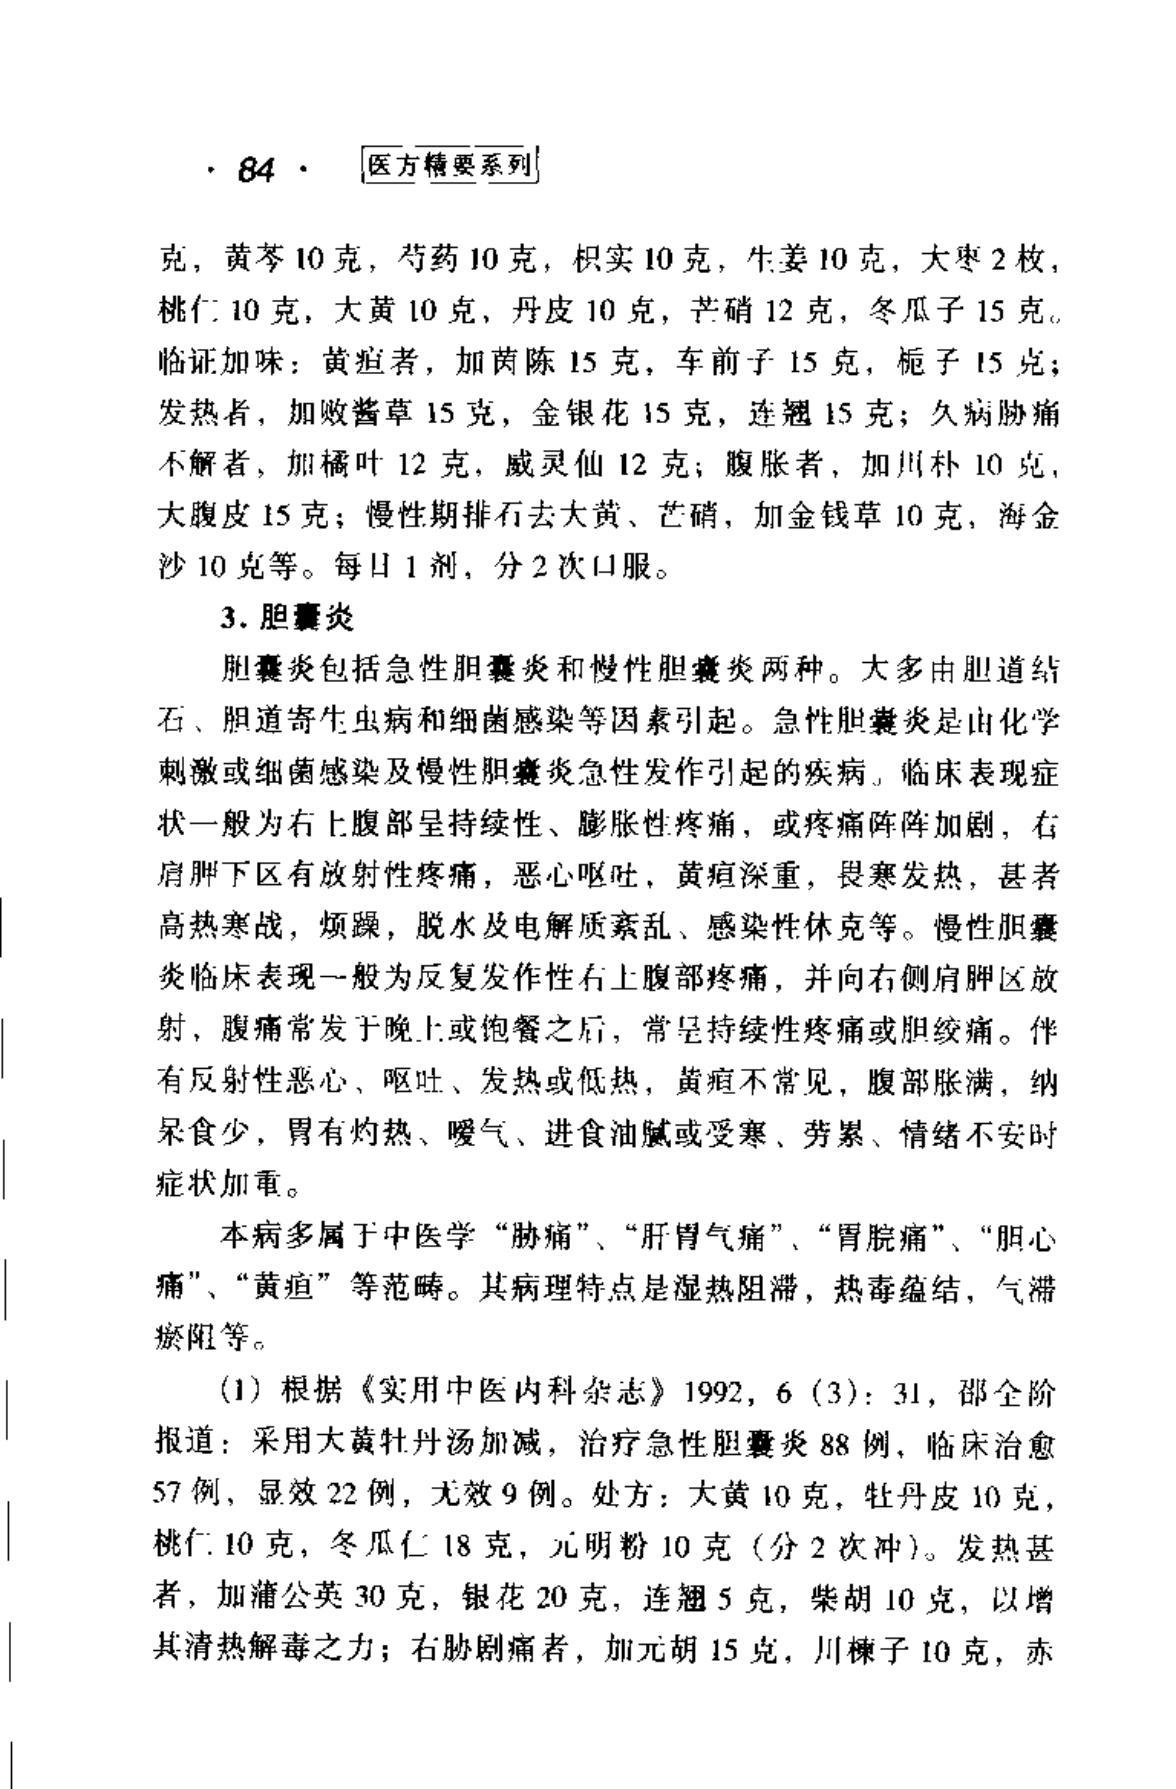 · 84 · 医方精要系列
克，黄芩 10 克，芍药 10 克，枳实 10 克，生姜 10 克，大枣 2 枚，
桃仁 10 克，大黄 10 克，丹皮 10 克，芒硝 12 克，冬瓜子 15 克。
临证加味：黄疸者，加茵陈 15 克，车前子 15 克，栀子 15 克；
发热者，加败酱草 15 克，金银花 15 克，连翘 15 克；久病胁痛
不解者，加橘叶 12 克，威灵仙 12 克；腹胀者，加川朴 10 克，
大腹皮 15 克；慢性期排石去大黄、芒硝，加金钱草 10 克，海金
沙 10 克等。每日 1 剂，分 2 次口服。
3. 胆囊炎
胆囊炎包括急性胆囊炎和慢性胆囊炎两种。大多由胆道结
石、胆道寄生虫病和细菌感染等因素引起。急性胆囊炎是由化学
刺激或细菌感染及慢性胆囊炎急性发作引起的疾病。临床表现症
状一般为右上腹部呈持续性、膨胀性疼痛，或疼痛阵阵加剧，右
肩胛下区有放射性疼痛，恶心呕吐，黄疸深重，畏寒发热，甚者
高热寒战，烦躁，脱水及电解质紊乱、感染性休克等。慢性胆囊
炎临床表现一般为反复发作性右上腹部疼痛，并向右侧肩胛区放
射，腹痛常发于晚上或饱餐之后，常呈持续性疼痛或胆绞痛。伴
有反射性恶心、呕吐、发热或低热，黄疸不常见，腹部胀满，纳
呆食少，胃有灼热、嗳气、进食油腻或受寒、劳累、情绪不安时
症状加重。
本病多属于中医学“胁痛”、“肝胃气痛”、“胃脘痛”、“胆心
痛”、“黄疸”等范畴。其病理特点是湿热阻滞，热毒蕴结，气滞
瘀阻等。
(1) 根据《实用中医内科杂志》1992，6 (3)：31，邵全阶
报道：采用大黄牡丹汤加减，治疗急性胆囊炎 88 例，临床治愈
57 例，显效 22 例，无效 9 例。处方：大黄 10 克，牡丹皮 10 克，
桃仁 10 克，冬瓜仁 18 克，元明粉 10 克（分 2 次冲）。发热甚
者，加蒲公英 30 克，银花 20 克，连翘 5 克，柴胡 10 克，以增
其清热解毒之力；右胁剧痛者，加元胡 15 克，川楝子 10 克，赤